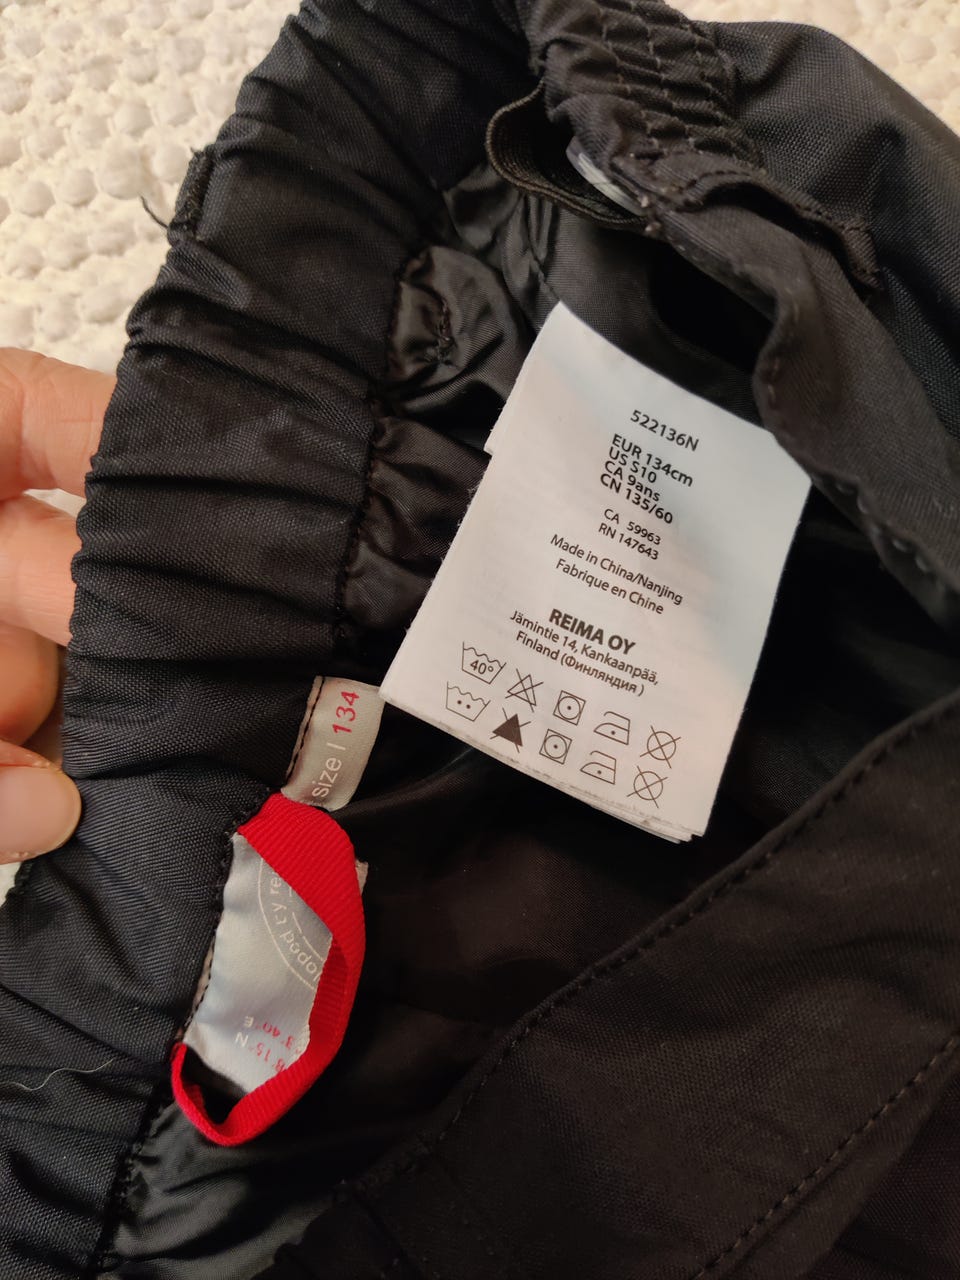 522136N
EUR 134cm
US S10
CA 9ans
CN 135/60
CA 59963
RN 147643
Made in China/Nanjing
Fabrique en Chine
REIMA OY
Jämintie 14, Kankaanpää,
Finland (Финляндия)
40°
size | 134